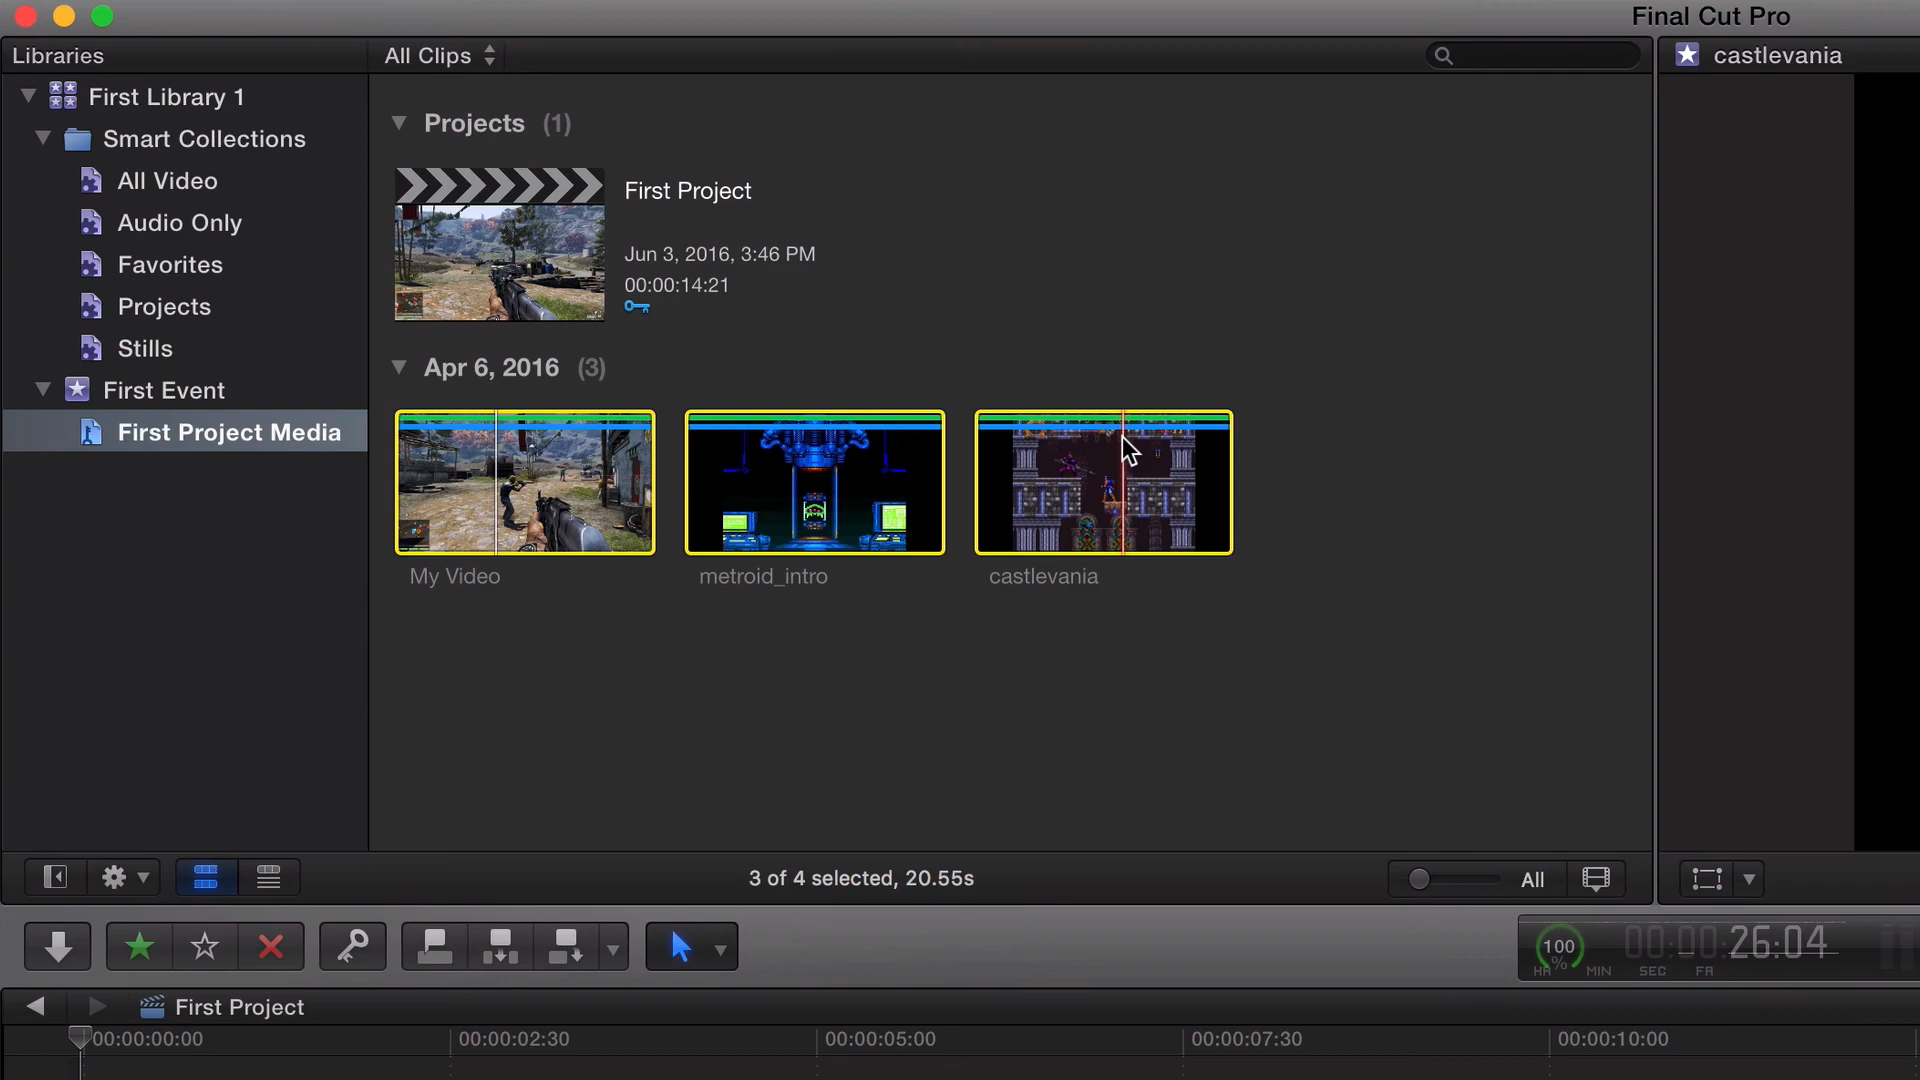 Final Cut Pro
Libraries
All Clips
castlevania
First Library 1
Smart Collections
All Video
Audio Only
Favorites
Projects
Stills
First Event
First Project Media
Projects (1)
First Project
Jun 3, 2016, 3:46 PM
00:00:14:21
Apr 6, 2016 (3)
My Video
metroid_intro
castlevania
3 of 4 selected, 20.55s
All
100
%
00:00:26:04
HR MIN SEC FR
First Project
00:00:00:00
00:00:02:30
00:00:05:00
00:00:07:30
00:00:10:00